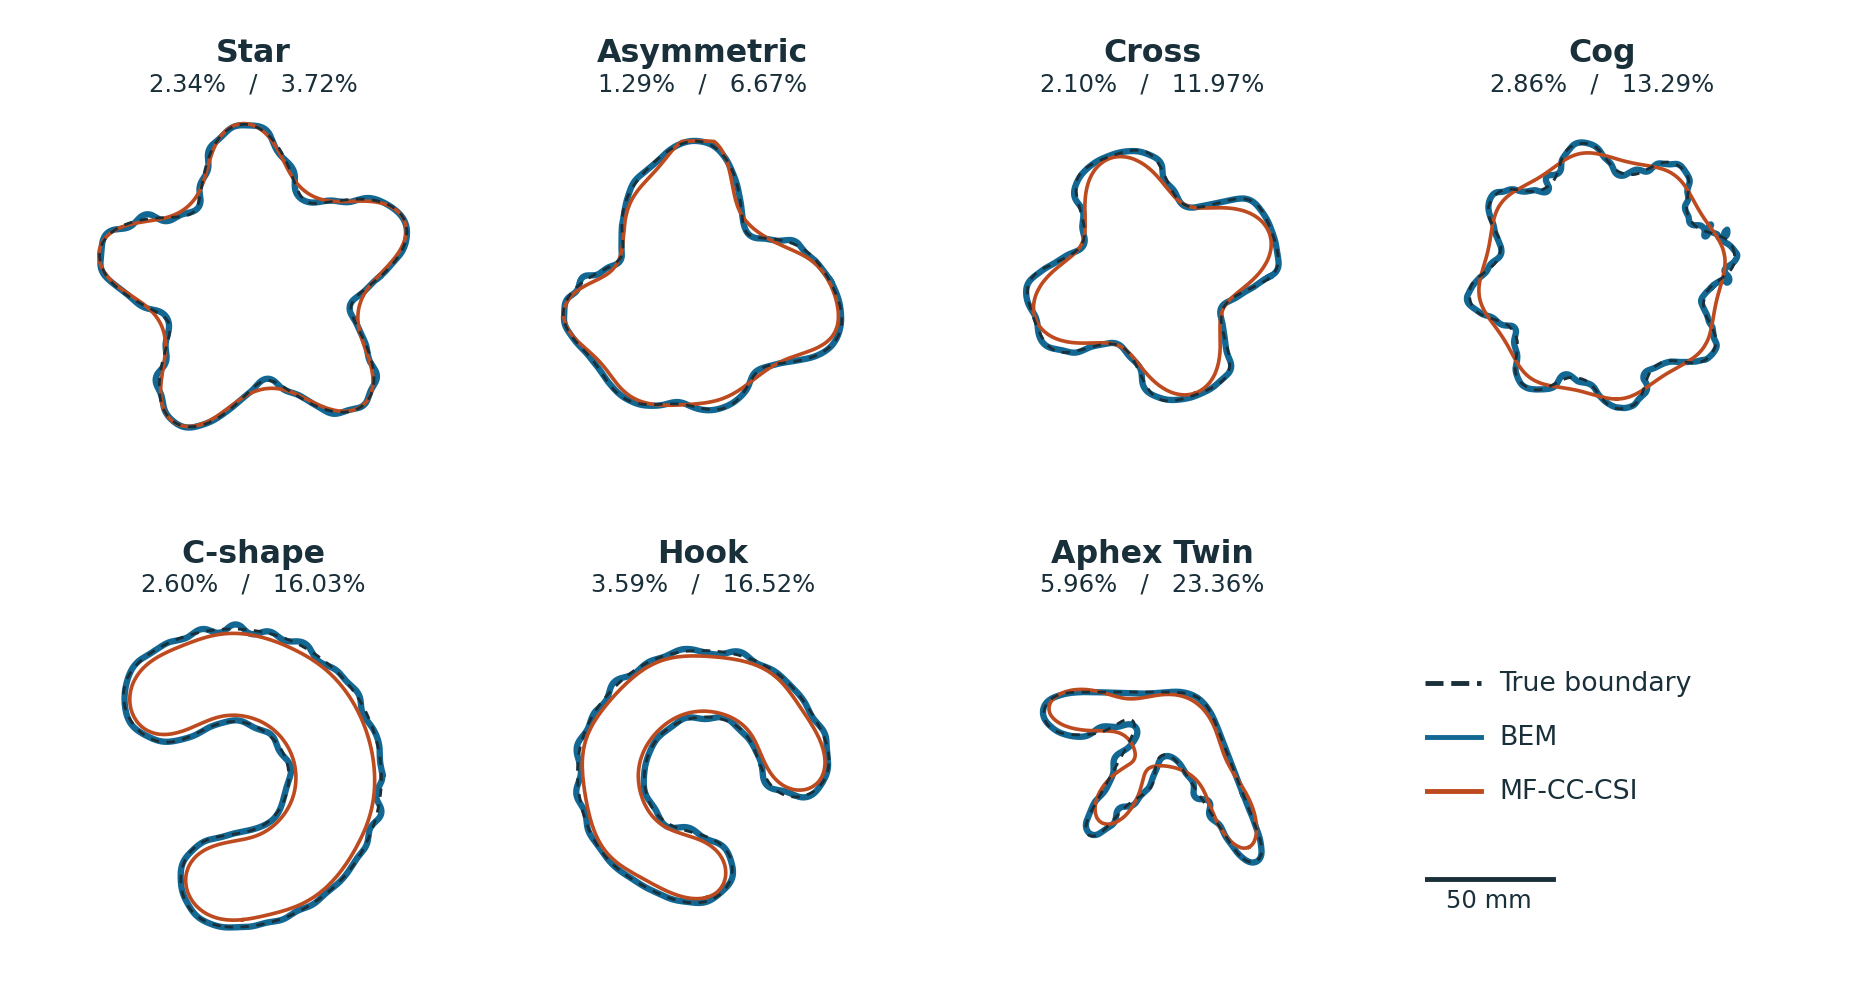 Star
2.34% / 3.72%
Asymmetric
1.29% / 6.67%
Cross
2.10% / 11.97%
Cog
2.86% / 13.29%
C-shape
2.60% / 16.03%
Hook
3.59% / 16.52%
Aphex Twin
5.96% / 23.36%
True boundary
BEM
MF-CC-CSI
50 mm